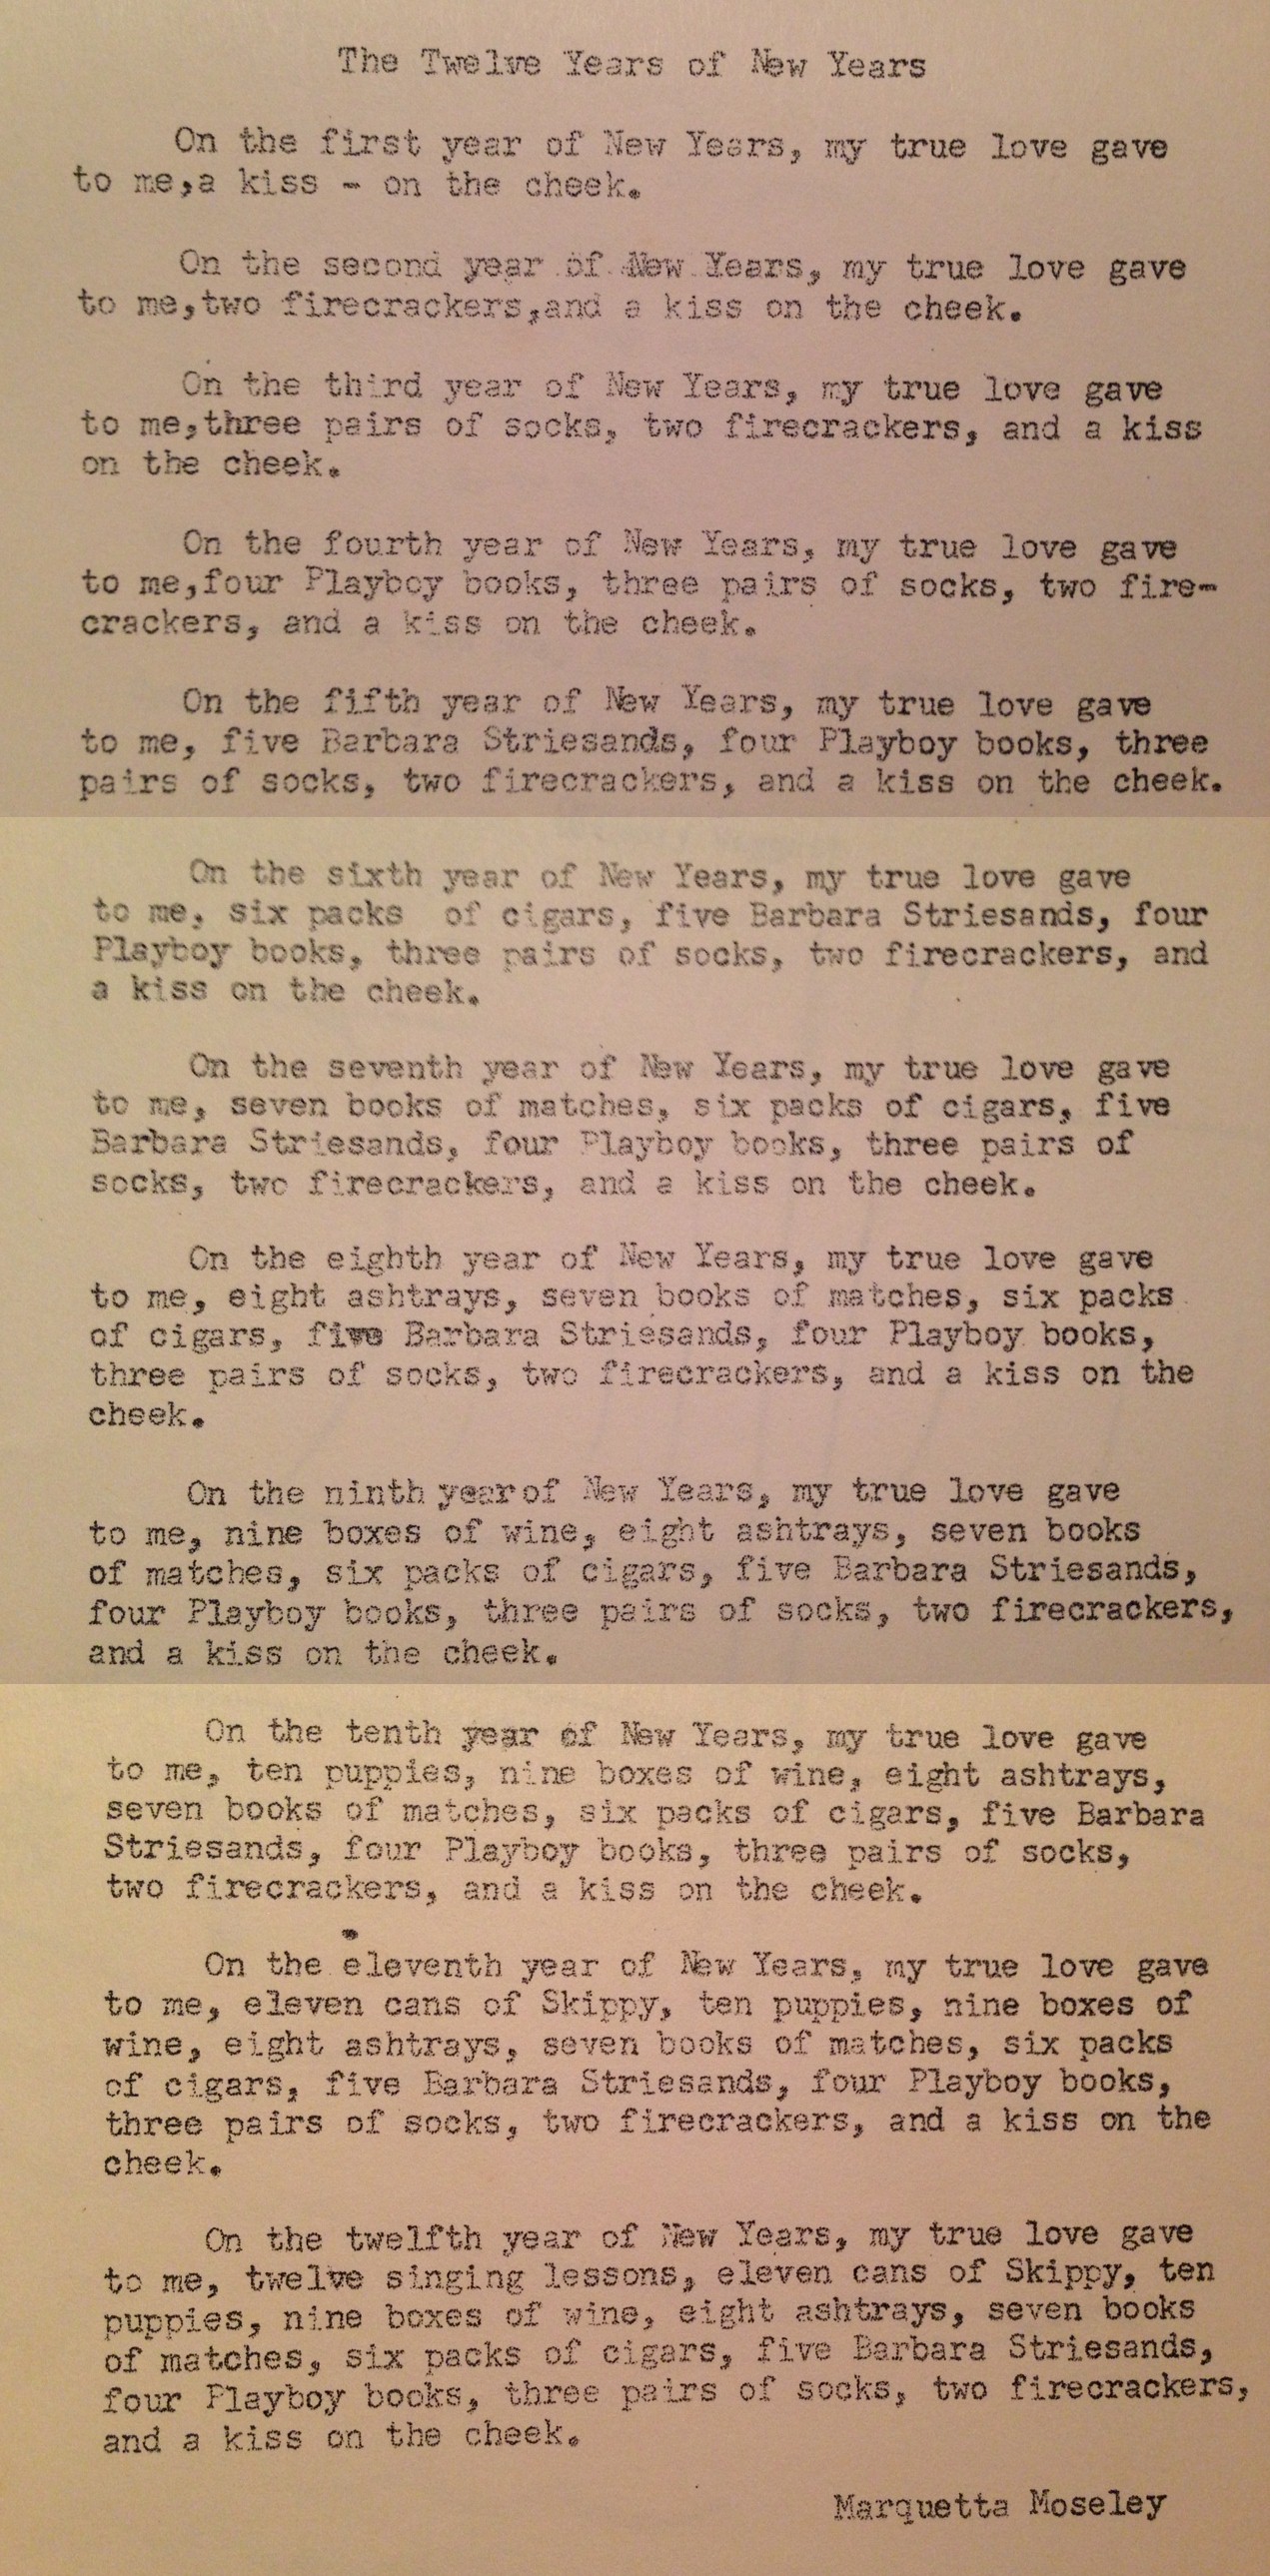 The Twelve Years of New Years
On the first year of New Years, my true love gave
to me,a kiss - on the cheek.
On the second year of New Years, my true love gave
to me,two firecrackers,and a kiss on the cheek.
On the third year of New Years, my true love gave
to me,three pairs of socks, two firecrackers, and a kiss
on the cheek.
On the fourth year of New Years, my true love gave
to me,four Playboy books, three pairs of socks, two fire-
crackers, and a kiss on the cheek.
On the fifth year of New Years, my true love gave
to me, five Barbara Striesands, four Playboy books, three
pairs of socks, two firecrackers, and a kiss on the cheek.
On the sixth year of New Years, my true love gave
to me, six packs of cigars, five Barbara Striesands, four
Playboy books, three pairs of socks, two firecrackers, and
a kiss on the cheek.
On the seventh year of New Years, my true love gave
to me, seven books of matches, six packs of cigars, five
Barbara Striesands, four Playboy books, three pairs of
socks, two firecrackers, and a kiss on the cheek.
On the eighth year of New Years, my true love gave
to me, eight ashtrays, seven books of matches, six packs
of cigars, five Barbara Striesands, four Playboy books,
three pairs of socks, two firecrackers, and a kiss on the
cheek.
On the ninth year of New Years, my true love gave
to me, nine boxes of wine, eight ashtrays, seven books
of matches, six packs of cigars, five Barbara Striesands,
four Playboy books, three pairs of socks, two firecrackers,
and a kiss on the cheek.
On the tenth year of New Years, my true love gave
to me, ten puppies, nine boxes of wine, eight ashtrays,
seven books of matches, six packs of cigars, five Barbara
Striesands, four Playboy books, three pairs of socks,
two firecrackers, and a kiss on the cheek.
On the eleventh year of New Years, my true love gave
to me, eleven cans of Skippy, ten puppies, nine boxes of
wine, eight ashtrays, seven books of matches, six packs
of cigars, five Barbara Striesands, four Playboy books,
three pairs of socks, two firecrackers, and a kiss on the
cheek.
On the twelfth year of New Years, my true love gave
to me, twelve singing lessons, eleven cans of Skippy, ten
puppies, nine boxes of wine, eight ashtrays, seven books
of matches, six packs of cigars, five Barbara Striesands,
four Playboy books, three pairs of socks, two firecrackers,
and a kiss on the cheek.
Marquetta Moseley